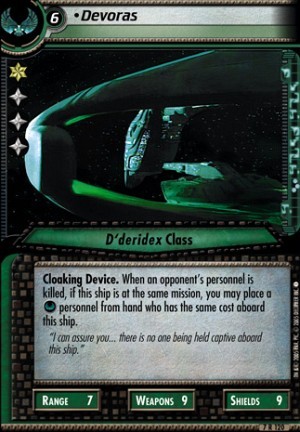 6 •Devoras
D'deridex Class
Cloaking Device. When an opponent's personnel is
killed, if this ship is at the same mission, you may place a
personnel from hand who has the same cost aboard
this ship.
"I can assure you... there is no one being held captive aboard
this ship."
RANGE 7 WEAPONS 9 SHIELDS 9
7 R 120